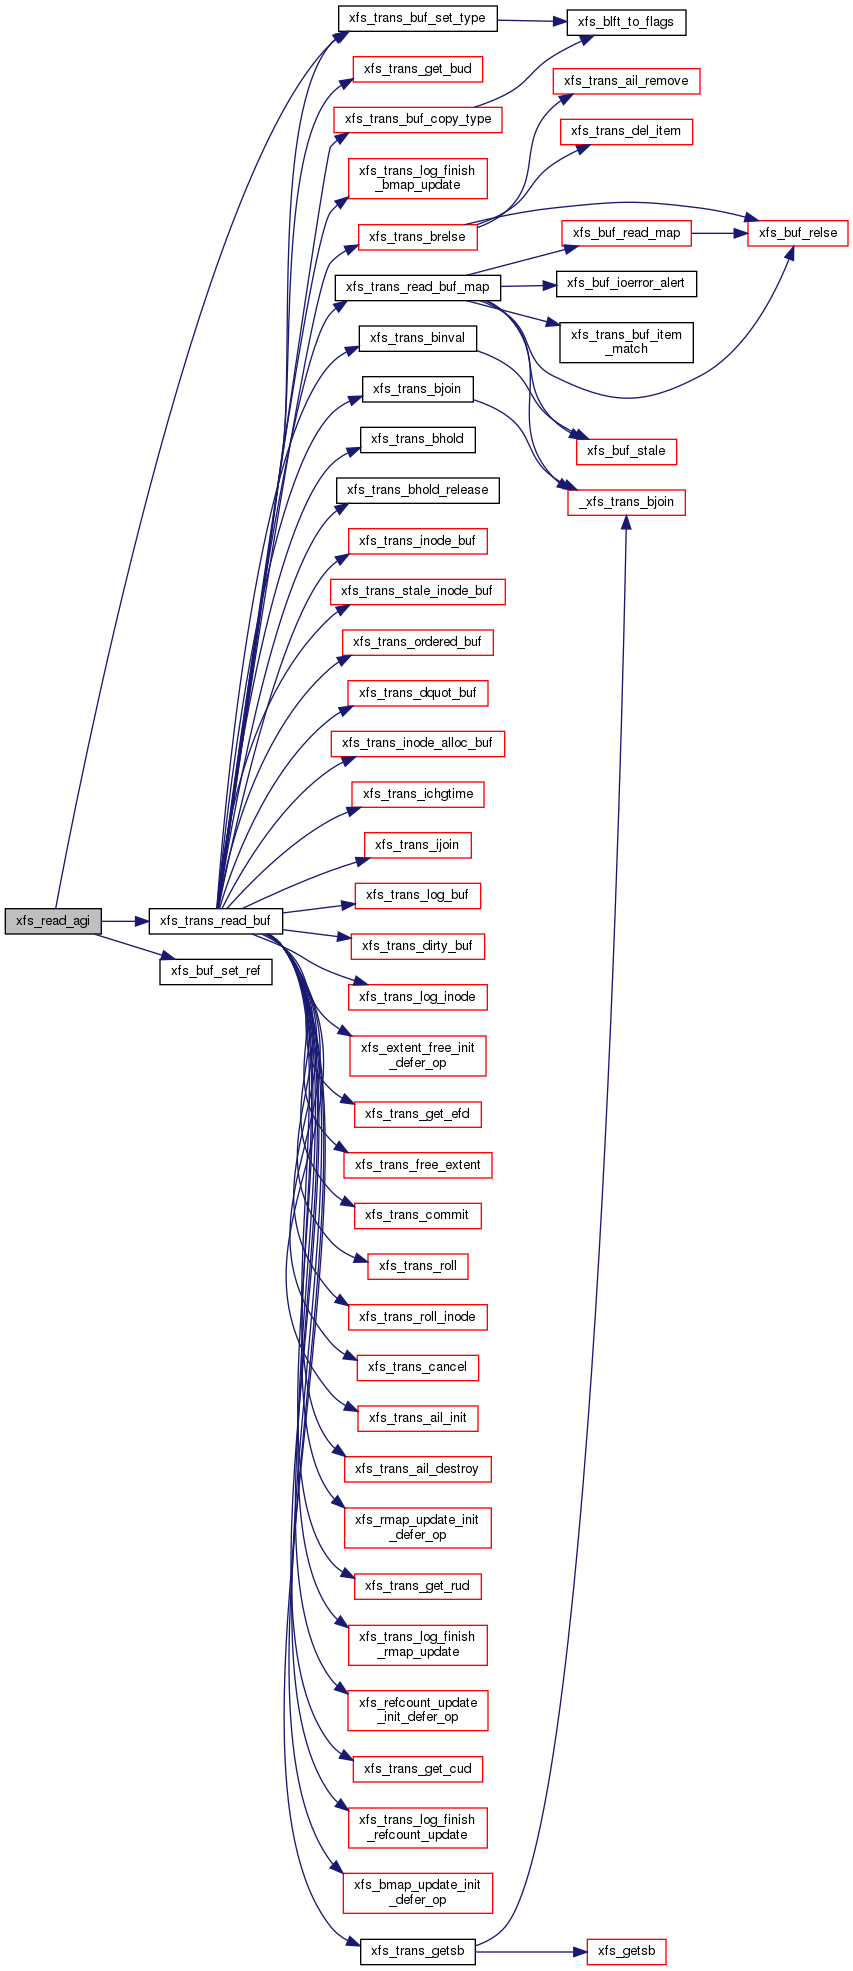 xfs_trans_buf_set_type
xfs_blft_to_flags
xfs_trans_get_bud
xfs_trans_ail_remove
xfs_trans_buf_copy_type
xfs_trans_del_item
xfs_trans_log_finish
_bmap_update
xfs_trans_brelse
xfs_buf_read_map
xfs_buf_relse
xfs_trans_read_buf_map
xfs_buf_ioerror_alert
xfs_trans_binval
xfs_trans_buf_item
_match
xfs_trans_bjoin
xfs_trans_bhold
xfs_buf_stale
xfs_trans_bhold_release
_xfs_trans_bjoin
xfs_trans_inode_buf
xfs_trans_stale_inode_buf
xfs_trans_ordered_buf
xfs_trans_dquot_buf
xfs_trans_inode_alloc_buf
xfs_trans_ichgtime
xfs_trans_ijoin
xfs_trans_log_buf
xfs_read_agi
xfs_trans_read_buf
xfs_trans_dirty_buf
xfs_buf_set_ref
xfs_trans_log_inode
xfs_extent_free_init
_defer_op
xfs_trans_get_efd
xfs_trans_free_extent
xfs_trans_commit
xfs_trans_roll
xfs_trans_roll_inode
xfs_trans_cancel
xfs_trans_ail_init
xfs_trans_ail_destroy
xfs_rmap_update_init
_defer_op
xfs_trans_get_rud
xfs_trans_log_finish
_rmap_update
xfs_refcount_update
_init_defer_op
xfs_trans_get_cud
xfs_trans_log_finish
_refcount_update
xfs_bmap_update_init
_defer_op
xfs_trans_getsb
xfs_getsb